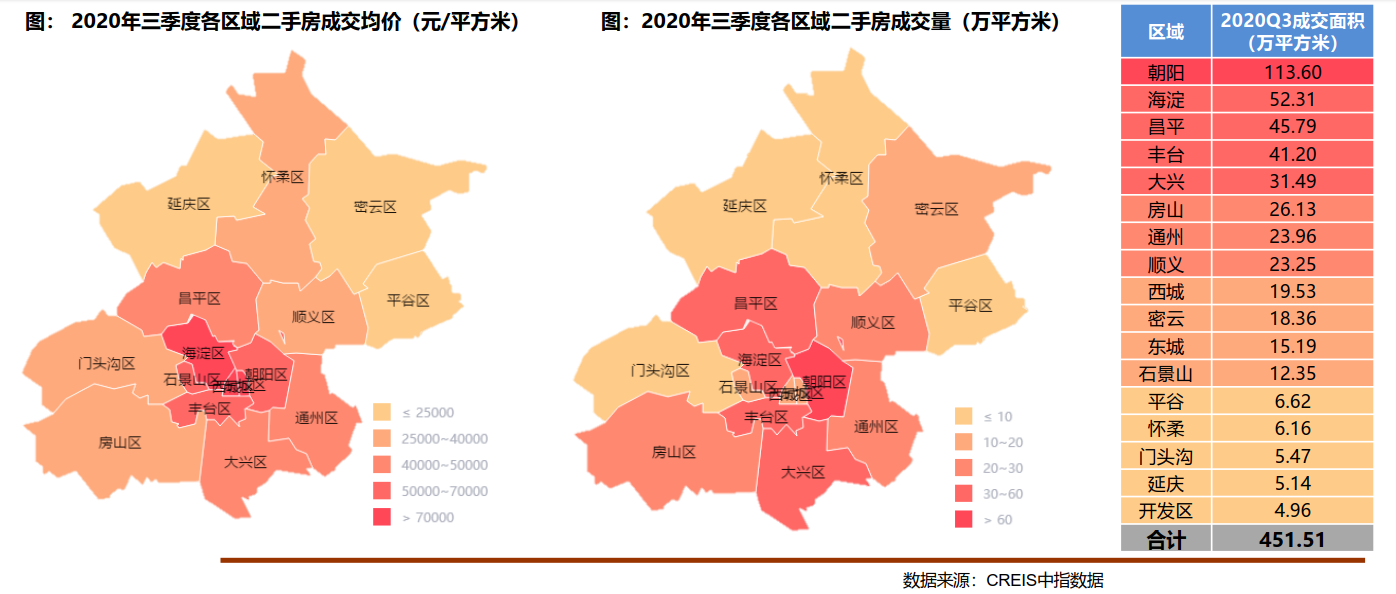 图： 2020年三季度各区域二手房成交均价（元/平方米）
怀柔区
延庆区
密云区
平谷区
昌平区
顺义区
门头沟区
海淀区
石景山区
朝阳区
西城区
东城区
丰台区
通州区
房山区
大兴区
≤ 25000
25000~40000
40000~50000
50000~70000
> 70000
图：2020年三季度各区域二手房成交量（万平方米）
怀柔区
延庆区
密云区
平谷区
昌平区
顺义区
门头沟区
海淀区
石景山区
朝阳区
西城区
东城区
丰台区
通州区
房山区
大兴区
≤ 10
10~20
20~30
30~60
> 60
区域 2020Q3成交面积
（万平方米）
朝阳 113.60
海淀 52.31
昌平 45.79
丰台 41.20
大兴 31.49
房山 26.13
通州 23.96
顺义 23.25
西城 19.53
密云 18.36
东城 15.19
石景山 12.35
平谷 6.62
怀柔 6.16
门头沟 5.47
延庆 5.14
开发区 4.96
合计 451.51
数据来源：CREIS中指数据